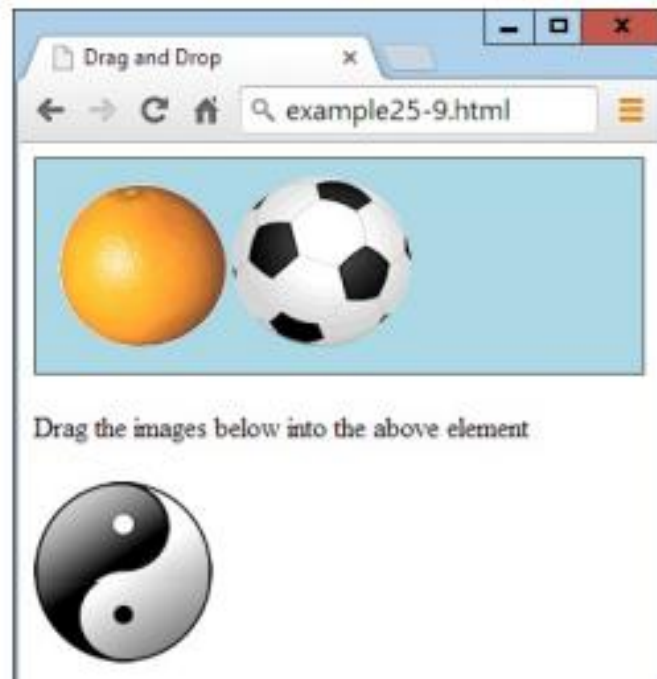 Drag and Drop
example25-9.html
Drag the images below into the above element